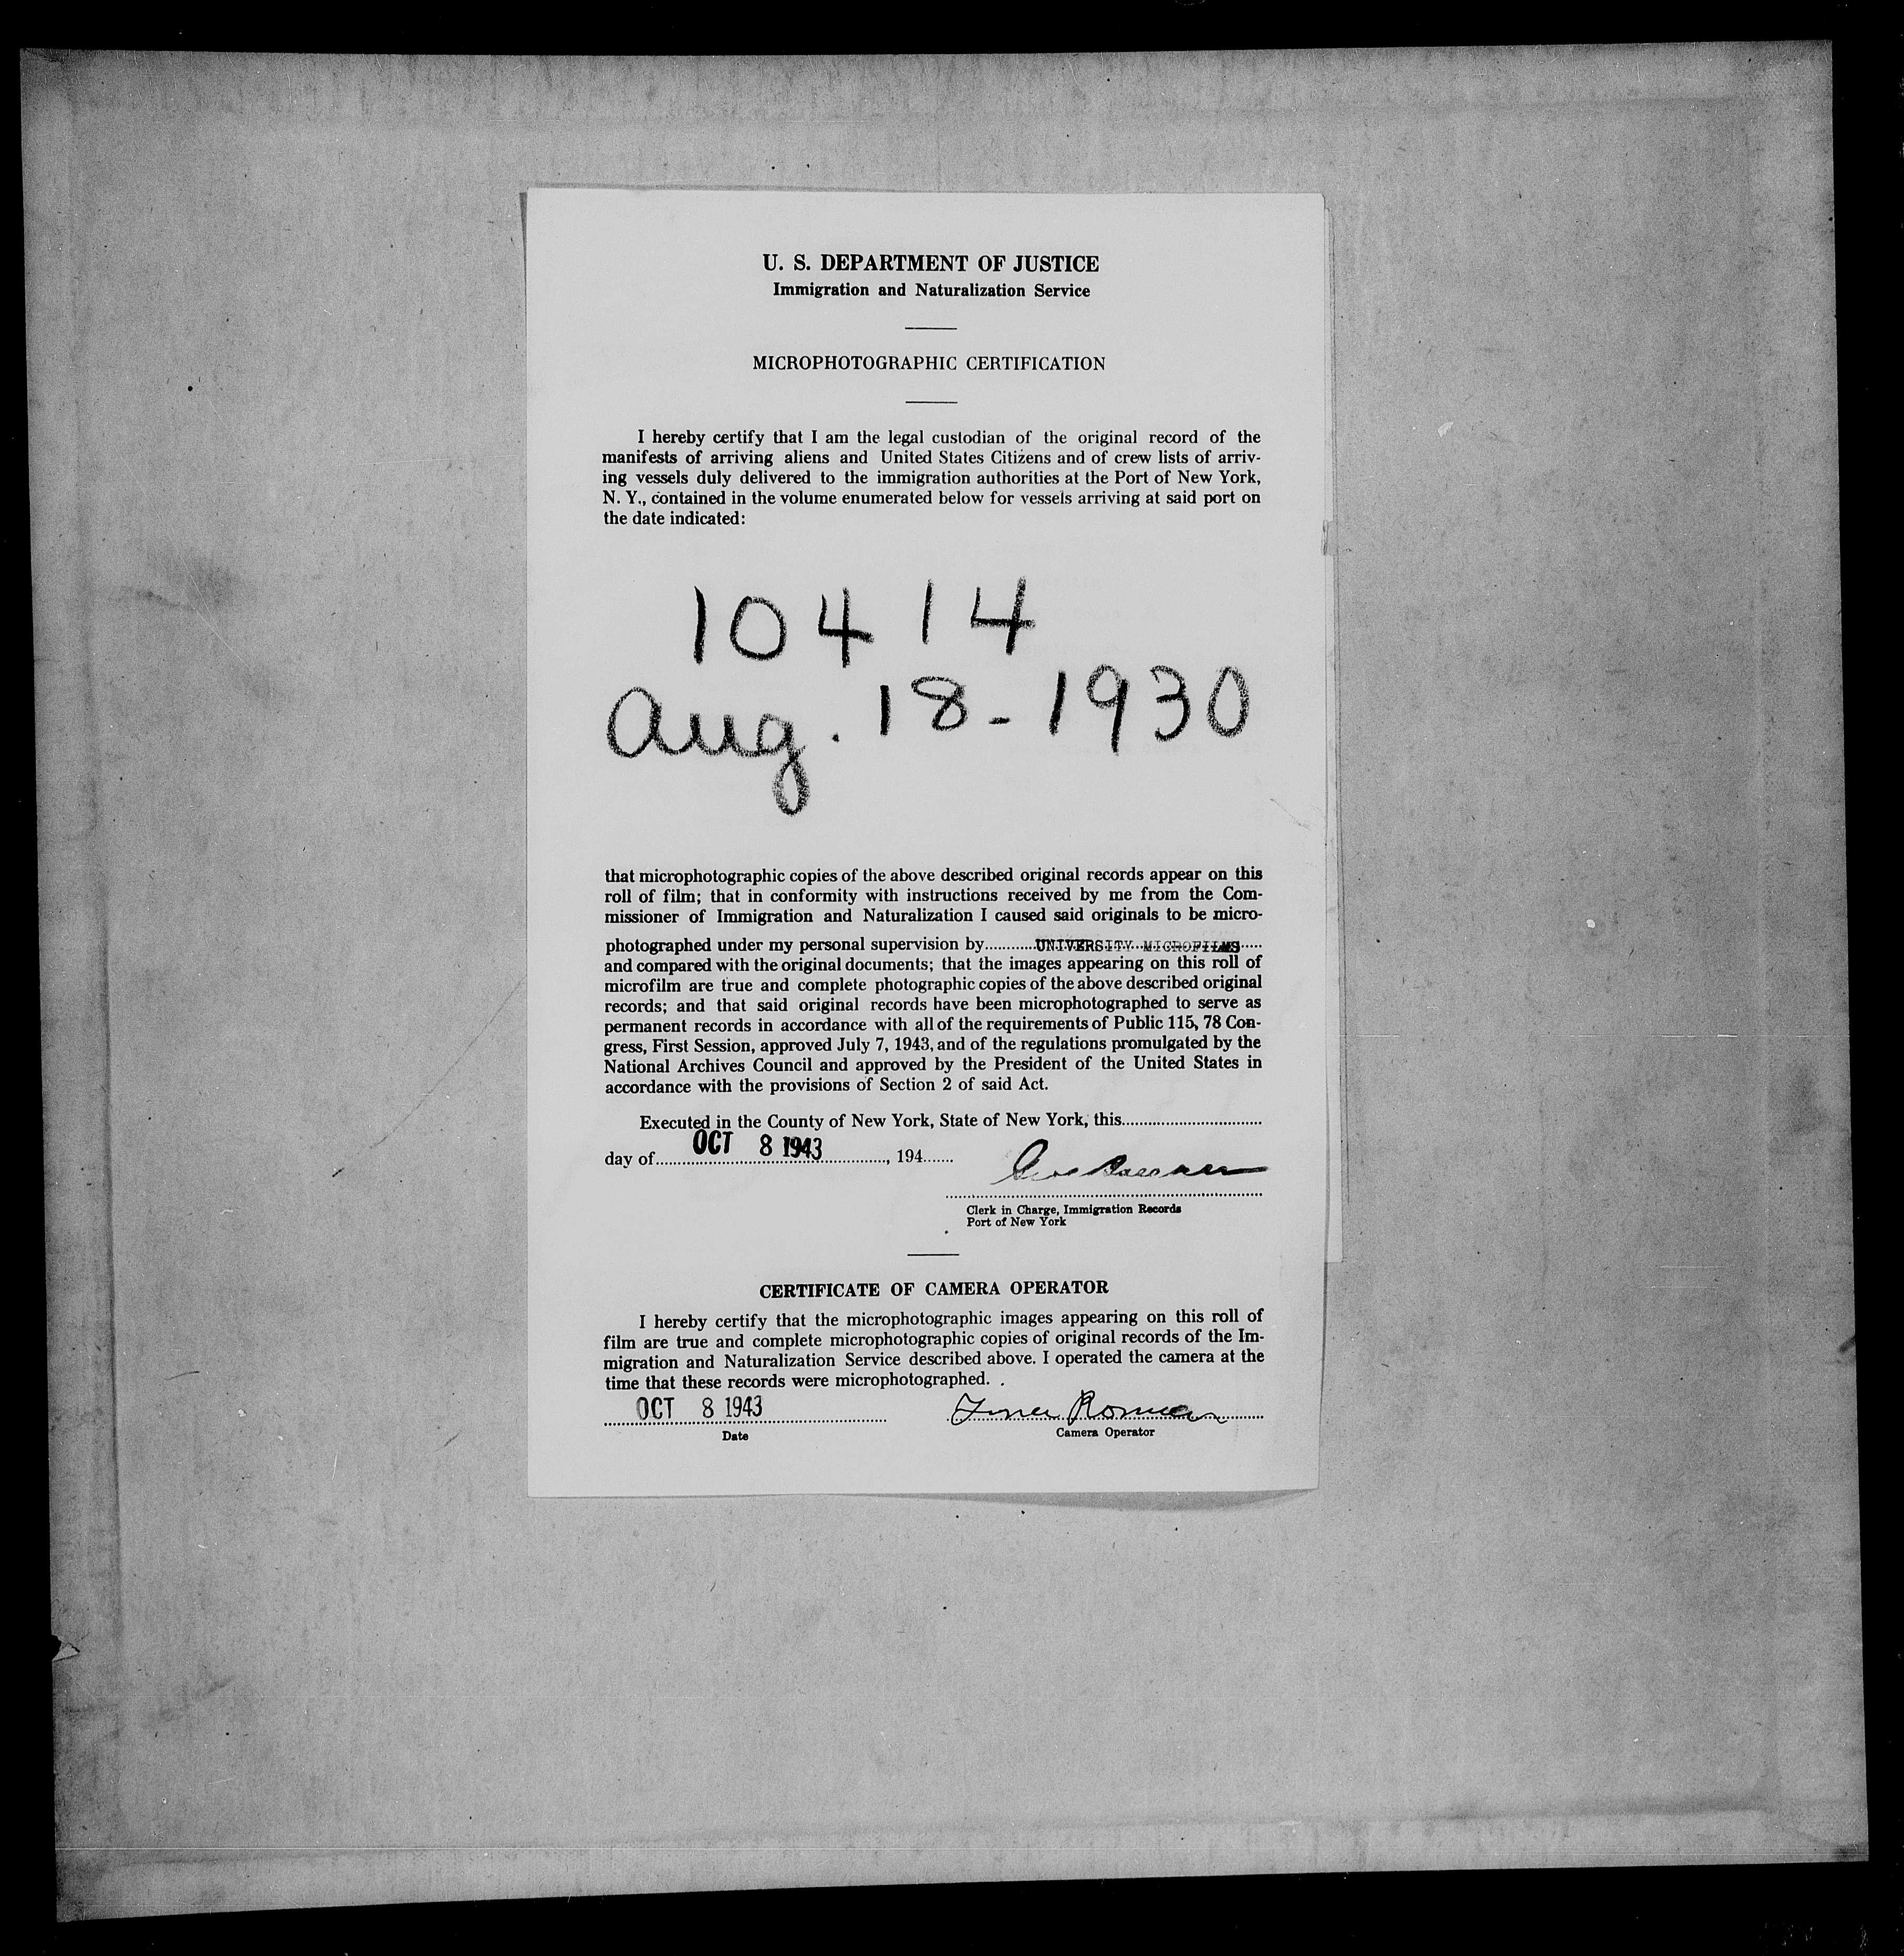 U. S. DEPARTMENT OF JUSTICE
Immigration and Naturalization Service
MICROPHOTOGRAPHIC CERTIFICATION
I hereby certify that I am the legal custodian of the original record of the
manifests of arriving aliens and United States Citizens and of crew lists of arriv-
ing vessels duly delivered to the immigration authorities at the Port of New York,
N. Y., contained in the volume enumerated below for vessels arriving at said port on
the date indicated:
10414
Aug. 18-1930
that microphotographic copies of the above described original records appear on this
roll of film; that in conformity with instructions received by me from the Com-
missioner of Immigration and Naturalization I caused said originals to be micro-
photographed under my personal supervision by UNIVERSITY MICROFILMS
and compared with the original documents; that the images appearing on this roll of
microfilm are true and complete photographic copies of the above described original
records; and that said original records have been microphotographed to serve as
permanent records in accordance with all of the requirements of Public 115, 78 Con-
gress, First Session, approved July 7, 1943, and of the regulations promulgated by the
National Archives Council and approved by the President of the United States in
accordance with the provisions of Section 2 of said Act.
Executed in the County of New York, State of New York, this
day of OCT 8 1943, 194
Clerk in Charge, Immigration Records
Port of New York
CERTIFICATE OF CAMERA OPERATOR
I hereby certify that the microphotographic images appearing on this roll of
film are true and complete microphotographic copies of original records of the Im-
migration and Naturalization Service described above. I operated the camera at the
time that these records were microphotographed.
OCT 8 1943
Date
Camera Operator